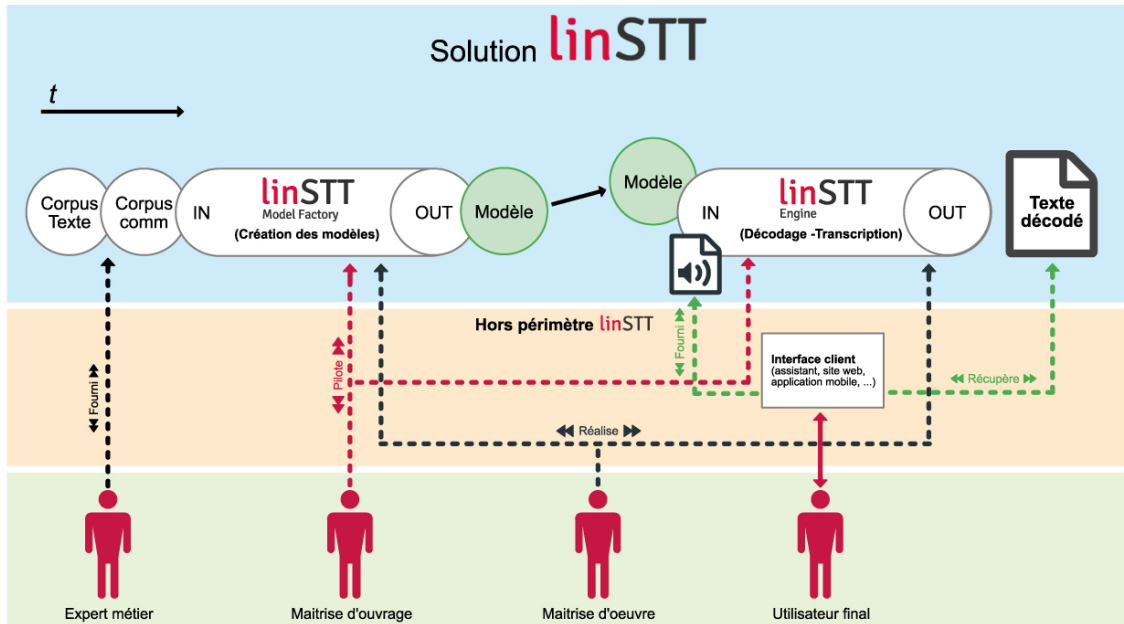 Solution linSTT
t
Corpus
Texte
Corpus
comm
IN
linSTT
Model Factory
(Création des modèles)
OUT
Modèle
Modèle
IN
linSTT
Engine
(Décodage -Transcription)
OUT
Texte
décodé
Hors périmètre linSTT
Fourni
Pilote
Fourni
Interface client
(assistant, site web,
application mobile, ...)
Récupère
Réalise
Expert métier
Maitrise d'ouvrage
Maitrise d'oeuvre
Utilisateur final